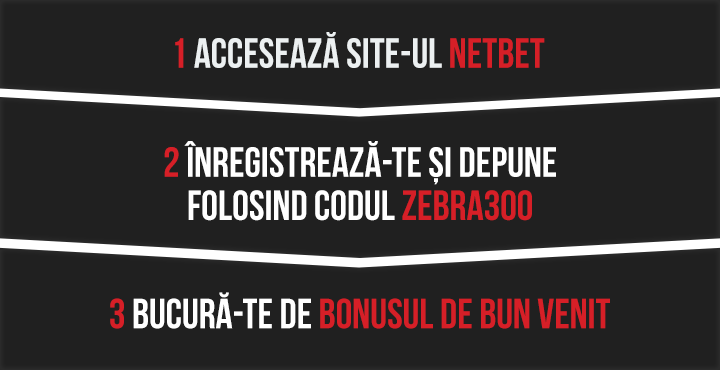 1 ACCESEAZĂ SITE-UL NETBET
2 ÎNREGISTREAZĂ-TE ȘI DEPUNE
FOLOSIND CODUL ZEBRA300
3 BUCURĂ-TE DE BONUSUL DE BUN VENIT